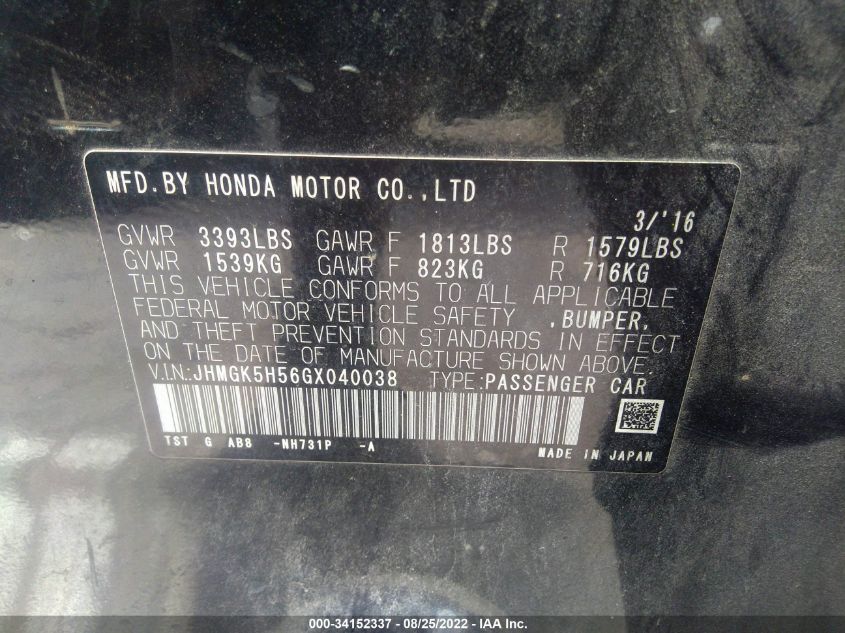 MFD.BY HONDA MOTOR CO.,LTD
3/'16
GVWR 3393LBS GAWR F 1813LBS R 1579LBS
GVWR 1539KG GAWR F 823KG R 716KG
THIS VEHICLE CONFORMS TO ALL APPLICABLE
FEDERAL MOTOR VEHICLE SAFETY ,BUMPER,
AND THEFT PREVENTION STANDARDS IN EFFECT
ON THE DATE OF MANUFACTURE SHOWN ABOVE.
V.I.N.:JHMGK5H56GX040038 TYPE:PASSENGER CAR
TST G AB8 -NH731P -A
MADE IN JAPAN
000-34152337 - 08/25/2022 - IAA Inc.